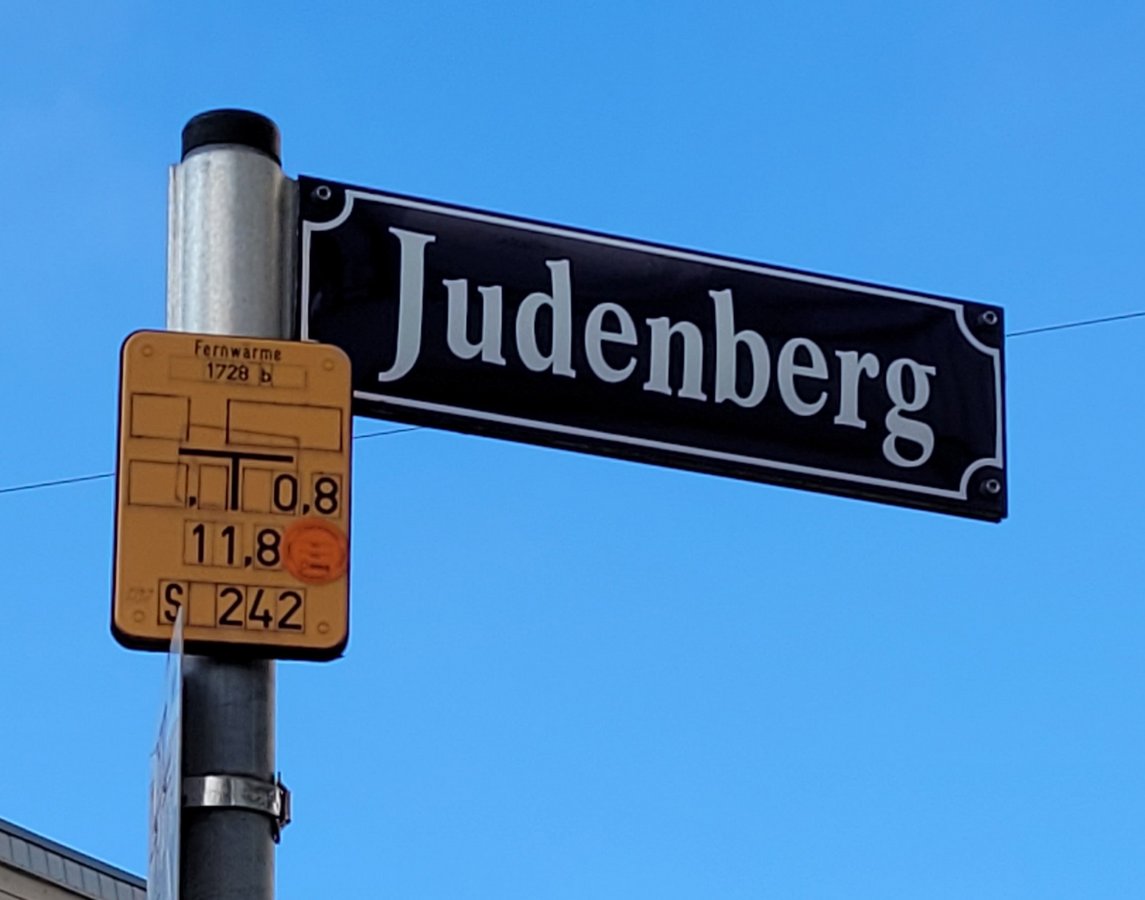 Judenberg
Fernwärme
1728 b
, 0,8
11,8
S 242